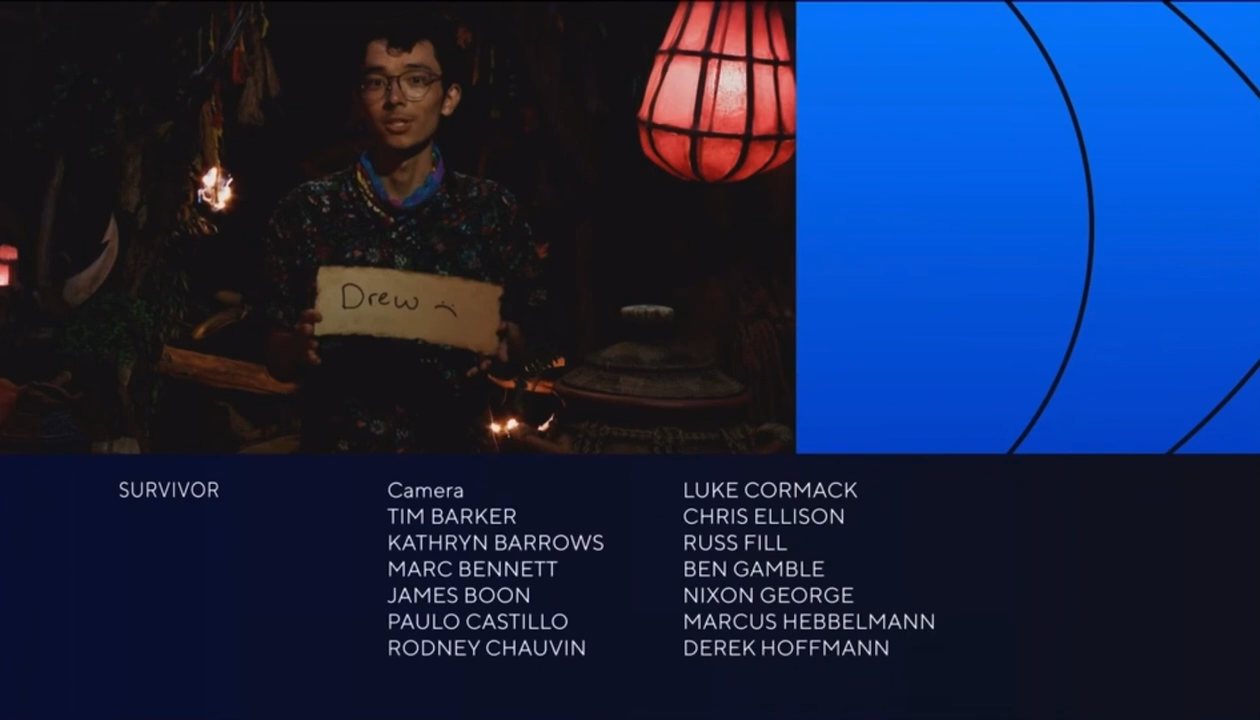 Drew :(
SURVIVOR
Camera
TIM BARKER
KATHRYN BARROWS
MARC BENNETT
JAMES BOON
PAULO CASTILLO
RODNEY CHAUVIN
LUKE CORMACK
CHRIS ELLISON
RUSS FILL
BEN GAMBLE
NIXON GEORGE
MARCUS HEBBELMANN
DEREK HOFFMANN